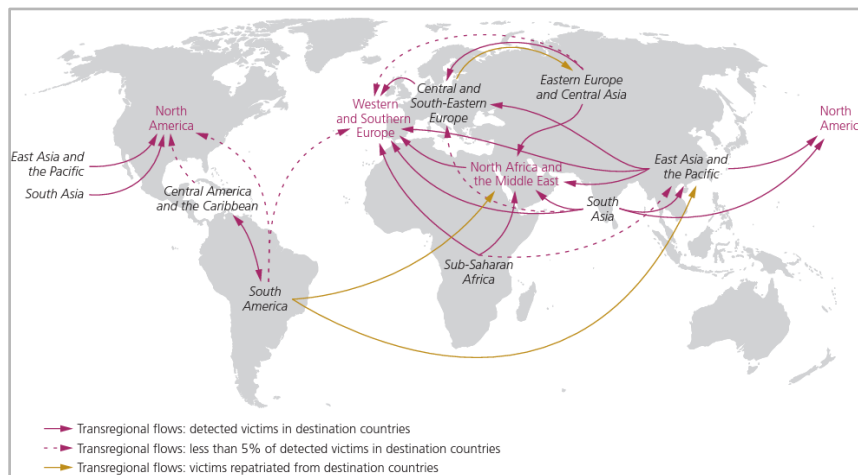 North
America
East Asia and
the Pacific
South Asia
Central America
and the Caribbean
South
America
Western
and Southern
Europe
Central and
South-Eastern
Europe
Eastern Europe
and Central Asia
North Africa and
the Middle East
Sub-Saharan
Africa
South
Asia
East Asia and
the Pacific
North
Americ
Transregional flows: detected victims in destination countries
Transregional flows: less than 5% of detected victims in destination countries
Transregional flows: victims repatriated from destination countries